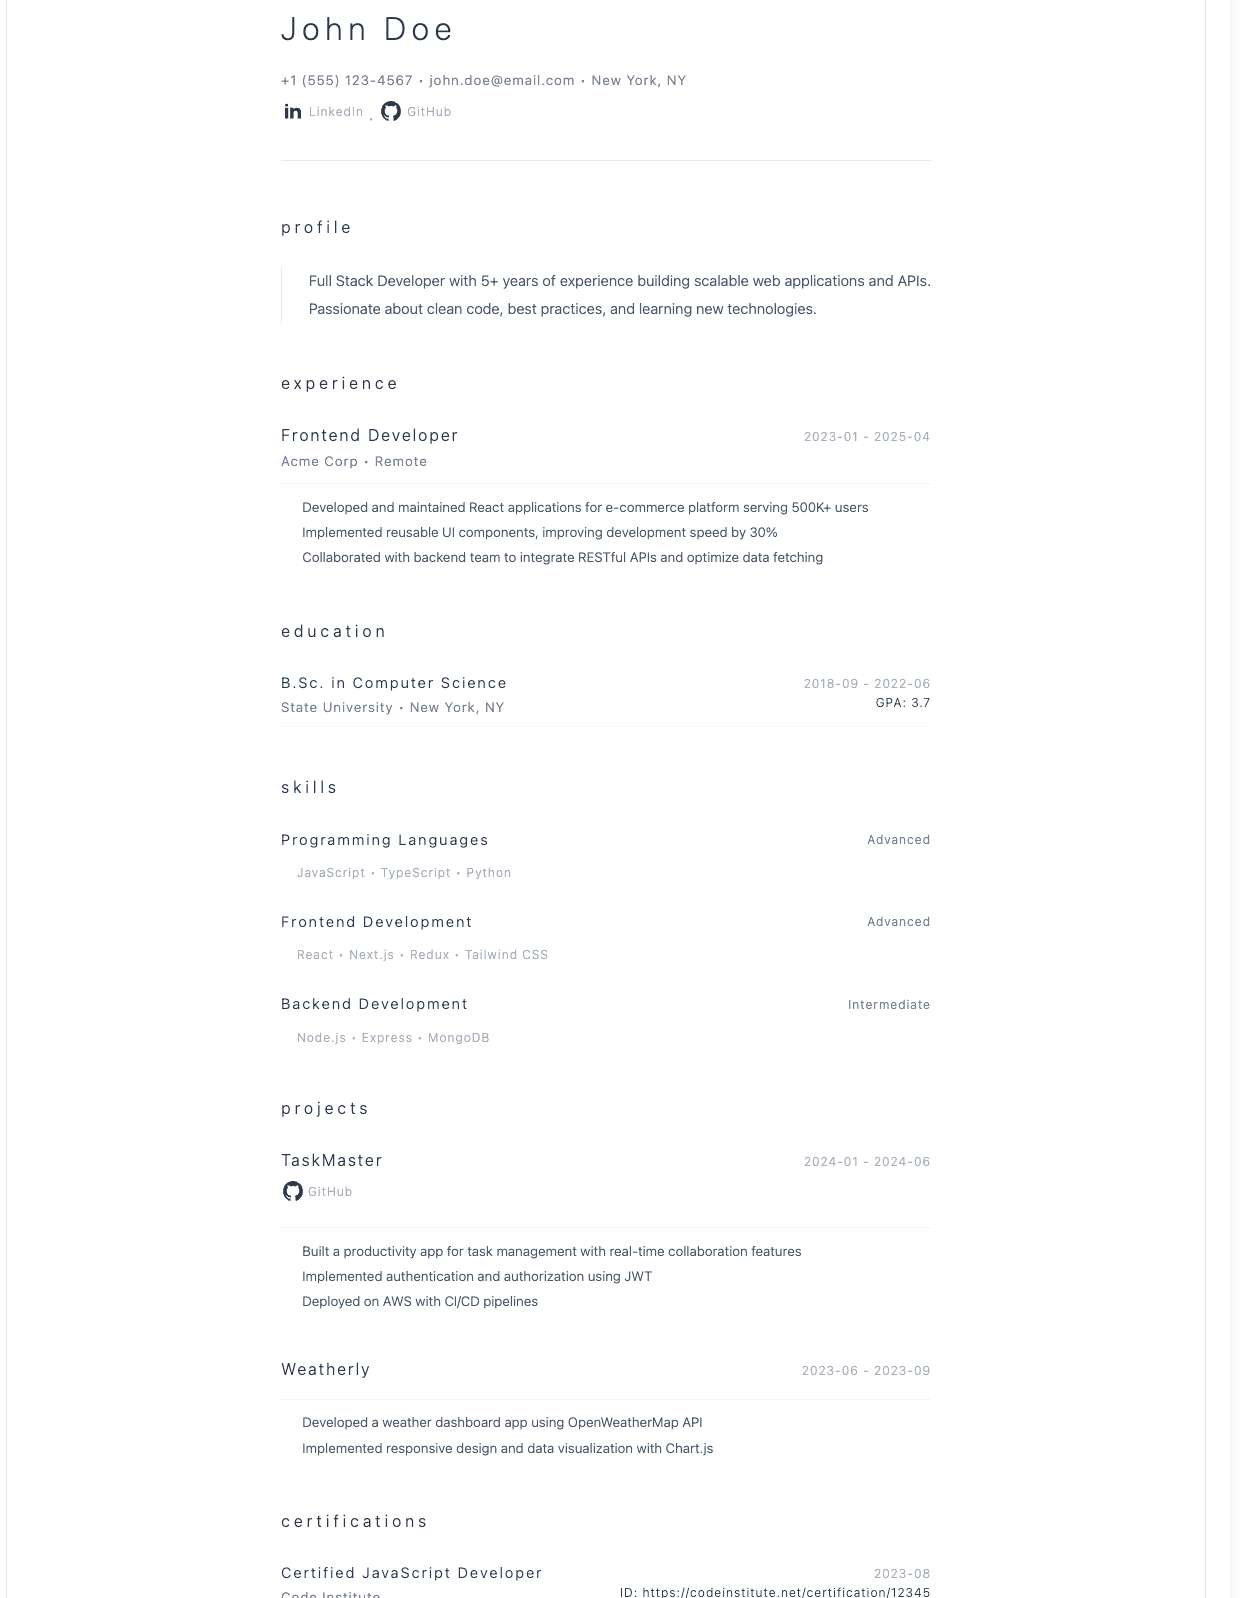 John Doe
+1 (555) 123-4567 • john.doe@email.com • New York, NY
in LinkedIn • GitHub
profile
Full Stack Developer with 5+ years of experience building scalable web applications and APIs.
Passionate about clean code, best practices, and learning new technologies.
experience
Frontend Developer 2023-01 - 2025-04
Acme Corp • Remote
Developed and maintained React applications for e-commerce platform serving 500K+ users
Implemented reusable UI components, improving development speed by 30%
Collaborated with backend team to integrate RESTful APIs and optimize data fetching
education
B.Sc. in Computer Science 2018-09 - 2022-06
State University • New York, NY GPA: 3.7
skills
Programming Languages Advanced
JavaScript • TypeScript • Python
Frontend Development Advanced
React • Next.js • Redux • Tailwind CSS
Backend Development Intermediate
Node.js • Express • MongoDB
projects
TaskMaster 2024-01 - 2024-06
GitHub
Built a productivity app for task management with real-time collaboration features
Implemented authentication and authorization using JWT
Deployed on AWS with CI/CD pipelines
Weatherly 2023-06 - 2023-09
Developed a weather dashboard app using OpenWeatherMap API
Implemented responsive design and data visualization with Chart.js
certifications
Certified JavaScript Developer 2023-08
Code Institute ID: https://codeinstitute.net/certification/12345